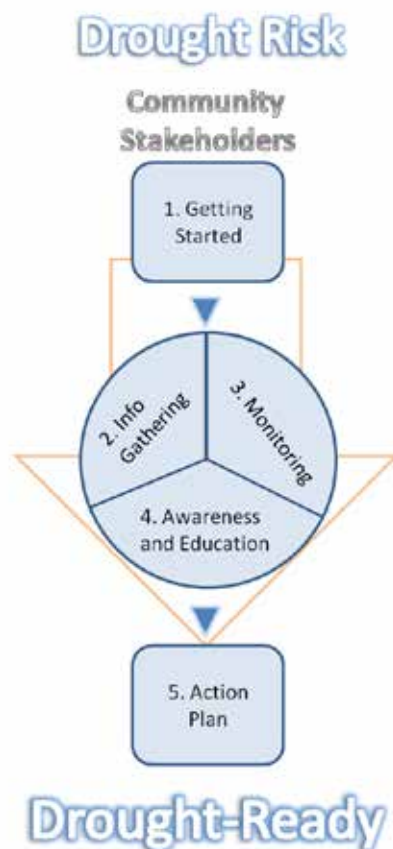 Drought Risk
Community
Stakeholders
1. Getting
Started
2. Info
Gathering
3. Monitoring
4. Awareness
and Education
5. Action
Plan
Drought-Ready